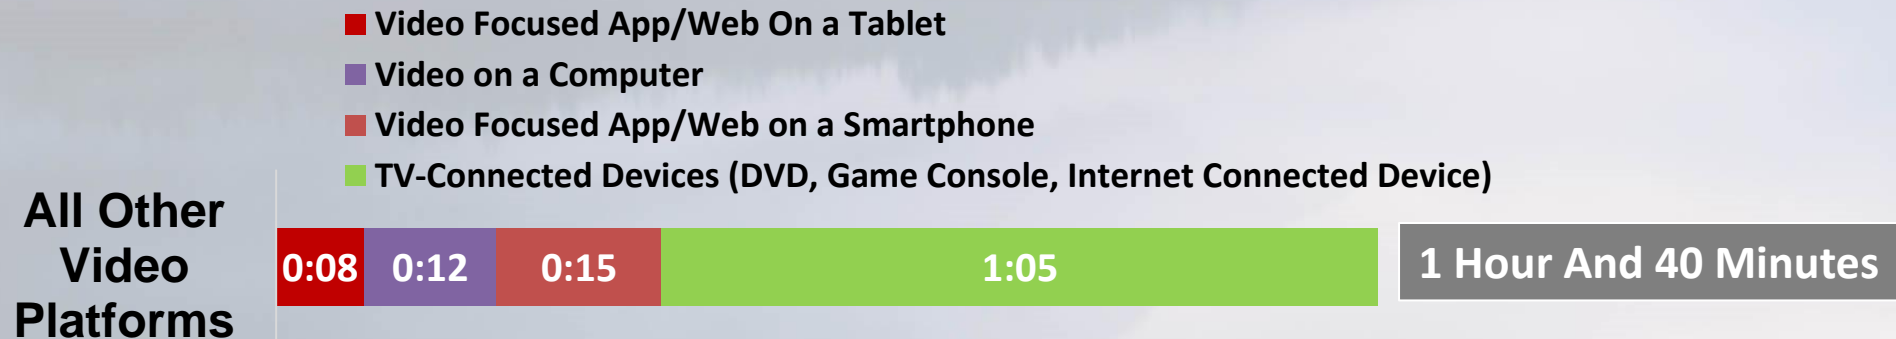 Video Focused App/Web On a Tablet
Video on a Computer
Video Focused App/Web on a Smartphone
TV-Connected Devices (DVD, Game Console, Internet Connected Device)
All Other
Video
Platforms
0:08 0:12 0:15 1:05
1 Hour And 40 Minutes